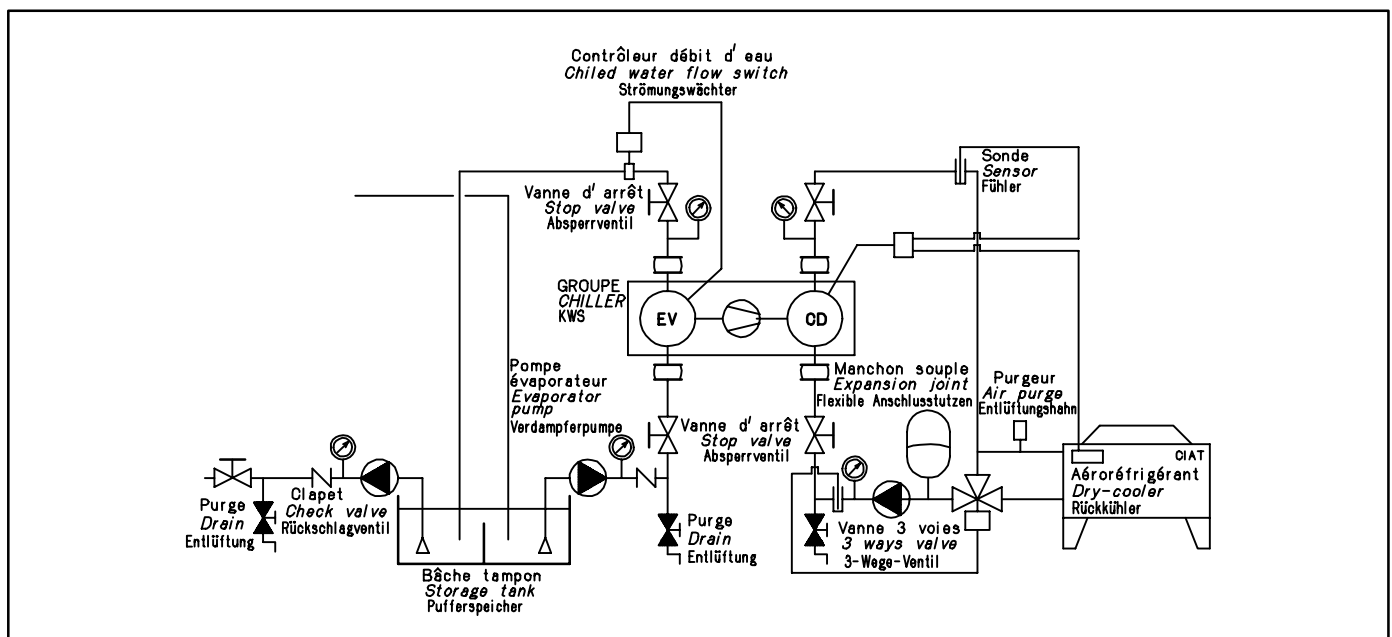 Contrôleur débit d' eau
Chiled water flow switch
Strömungswächter
Sonde
Sensor
Fühler
Vanne d' arrêt
Stop valve
Absperrventil
GROUPE
CHILLER
KWS
EV
CD
Pompe
évaporateur
Evaporator
pump
Verdampferpumpe
Manchon souple
Expansion joint
Flexible Anschlusstutzen
Purgeur
Air purge
Entlüftungshahn
Vanne d' arrêt
Stop valve
Absperrventil
CIAT
Aéroréfrigérant
Dry-cooler
Rückkühler
Purge
Drain
Entlüftung
Clapet
Check valve
Rückschlagventil
Purge
Drain
Entlüftung
Vanne 3 voies
3 ways valve
3-Wege-Ventil
Bâche tampon
Storage tank
Pufferspeicher